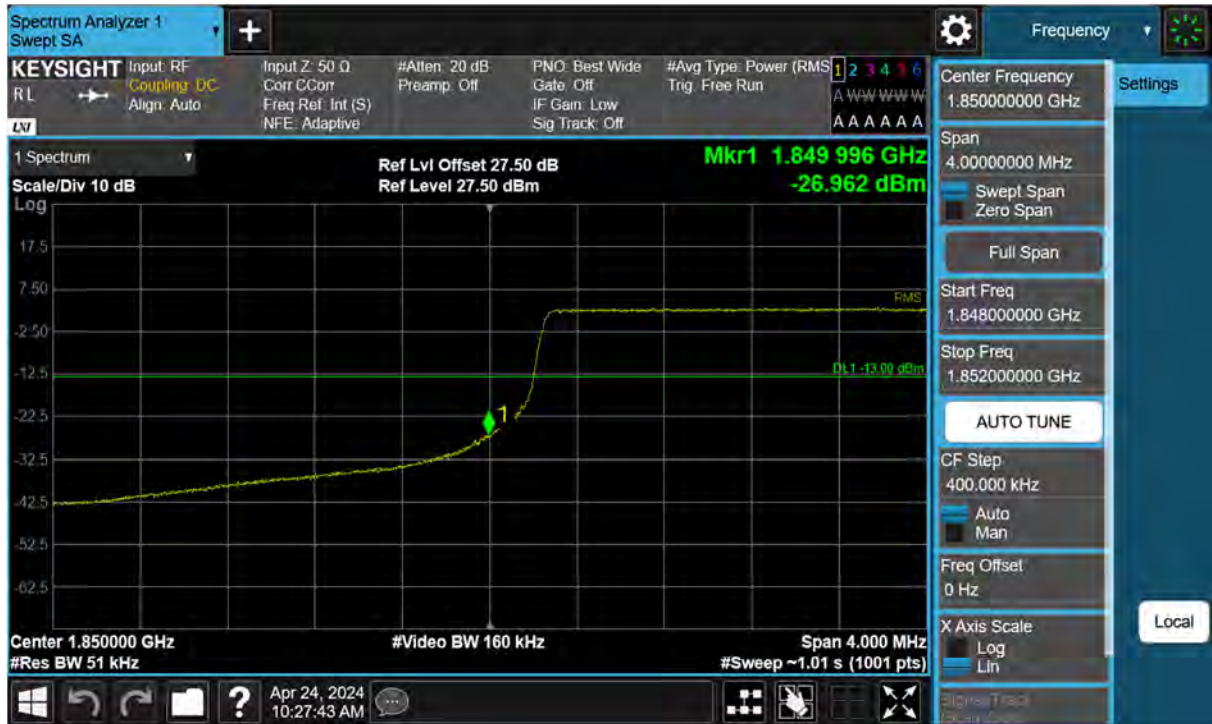 Spectrum Analyzer 1
Swept SA
+
Frequency
KEYSIGHT
RL
LXI
Input: RF
Coupling: DC
Align: Auto
Input Z: 50 Ω
Corr CCorr
Freq Ref: Int (S)
NFE: Adaptive
#Atten: 20 dB
Preamp: Off
PNO: Best Wide
Gate: Off
IF Gain: Low
Sig Track: Off
#Avg Type: Power (RMS
Trig: Free Run
1 2 3 4 5 6
A W W W W W
A A A A A A
1 Spectrum
Scale/Div 10 dB
Log
Ref Lvl Offset 27.50 dB
Ref Level 27.50 dBm
Mkr1 1.849 996 GHz
-26.962 dBm
17.5
7.50
-2.50
-12.5
-22.5
-32.5
-42.5
-52.5
-62.5
RMS
DL1 -13.00 dBm
1
Center 1.850000 GHz
#Res BW 51 kHz
#Video BW 160 kHz
Span 4.000 MHz
#Sweep ~1.01 s (1001 pts)
?
Apr 24, 2024
10:27:43 AM
Center Frequency
1.850000000 GHz
Settings
Span
4.00000000 MHz
Swept Span
Zero Span
Full Span
Start Freq
1.848000000 GHz
Stop Freq
1.852000000 GHz
AUTO TUNE
CF Step
400.000 kHz
Auto
Man
Freq Offset
0 Hz
X Axis Scale
Log
Lin
Local
Signal Track